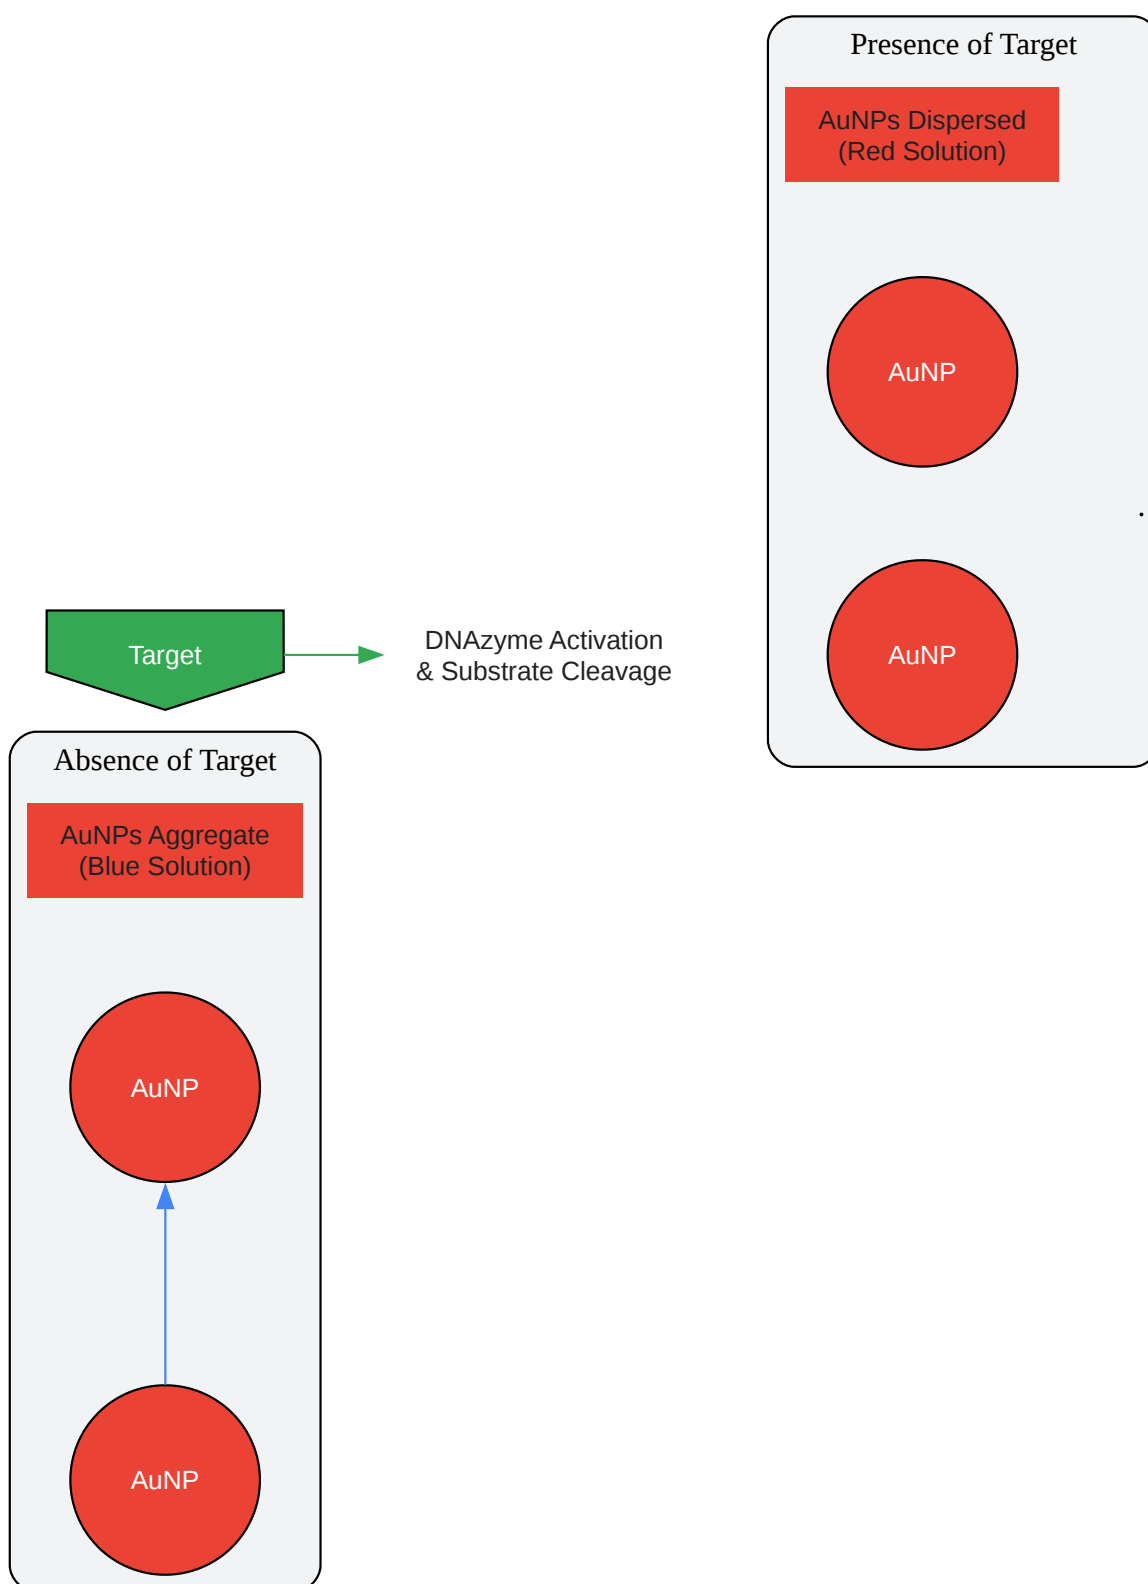 Presence of Target
AuNPs Dispersed
(Red Solution)
AuNP
AuNP
Target
DNAzyme Activation
& Substrate Cleavage
Absence of Target
AuNPs Aggregate
(Blue Solution)
AuNP
AuNP